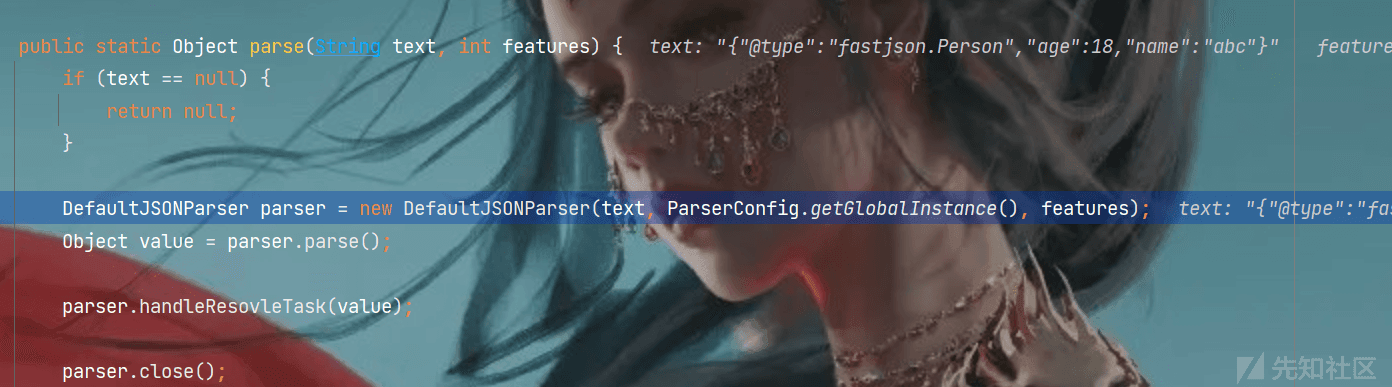 public static Object parse(String text, int features) {  text: "{"@type":"fastjson.Person","age":18,"name":"abc"}"  feature
    if (text == null) {
        return null;
    }
    DefaultJSONParser parser = new DefaultJSONParser(text, ParserConfig.getGlobalInstance(), features);  text: "{"@type":"fas
    Object value = parser.parse();
    parser.handleResovleTask(value);
    parser.close();
先知社区